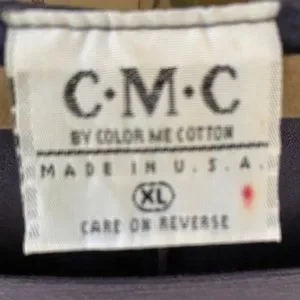 C·M·C
BY COLOR ME COTTON
MADE IN U.S.A.
XL
CARE ON REVERSE